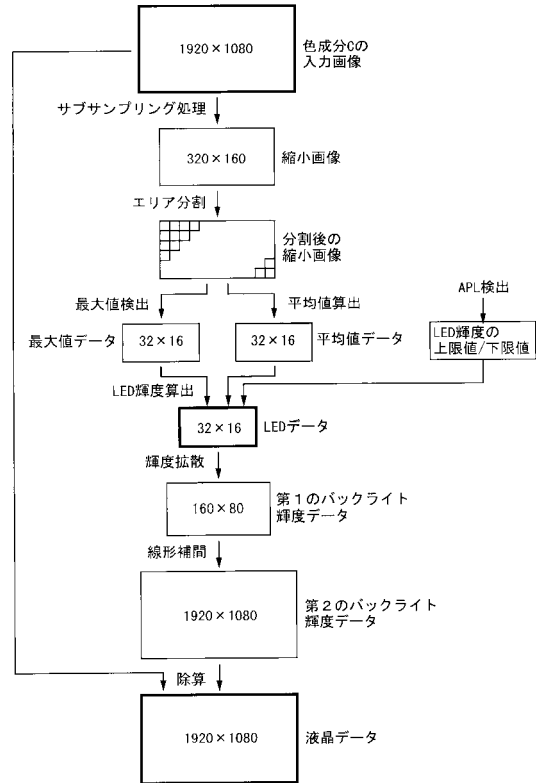 1920×1080
色成分Cの
入力画像
サブサンプリング処理
320×160
縮小画像
エリア分割
分割後の
縮小画像
最大値検出
平均値算出
APL検出
最大値データ
32×16
32×16
平均値データ
LED輝度の
上限値/下限値
LED輝度算出
32×16
LEDデータ
輝度拡散
160×80
第1のバックライト
輝度データ
線形補間
1920×1080
第2のバックライト
輝度データ
除算
1920×1080
液晶データ